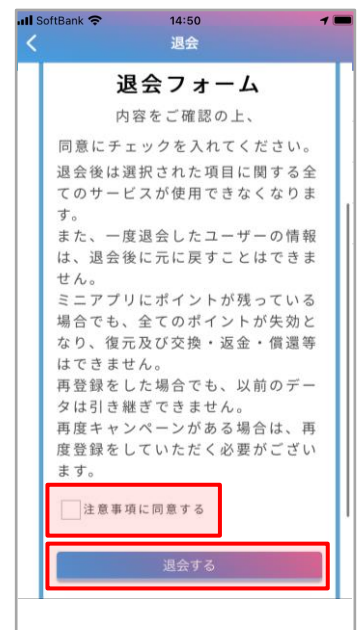 SoftBank 14:50
退会
退会フォーム
内容をご確認の上、
同意にチェックを入れてください。
退会後は選択された項目に関する全
てのサービスが使用できなくなりま
す。
また、一度退会したユーザーの情報
は、退会後に元に戻すことはできま
せん。
ミニアプリにポイントが残っている
場合でも、全てのポイントが失効と
なり、復元及び交換・返金・償還等
はできません。
再登録をした場合でも、以前のデー
タは引き継ぎできません。
再度キャンペーンがある場合は、再
度登録をしていただく必要がござい
ます。
注意事項に同意する
退会する